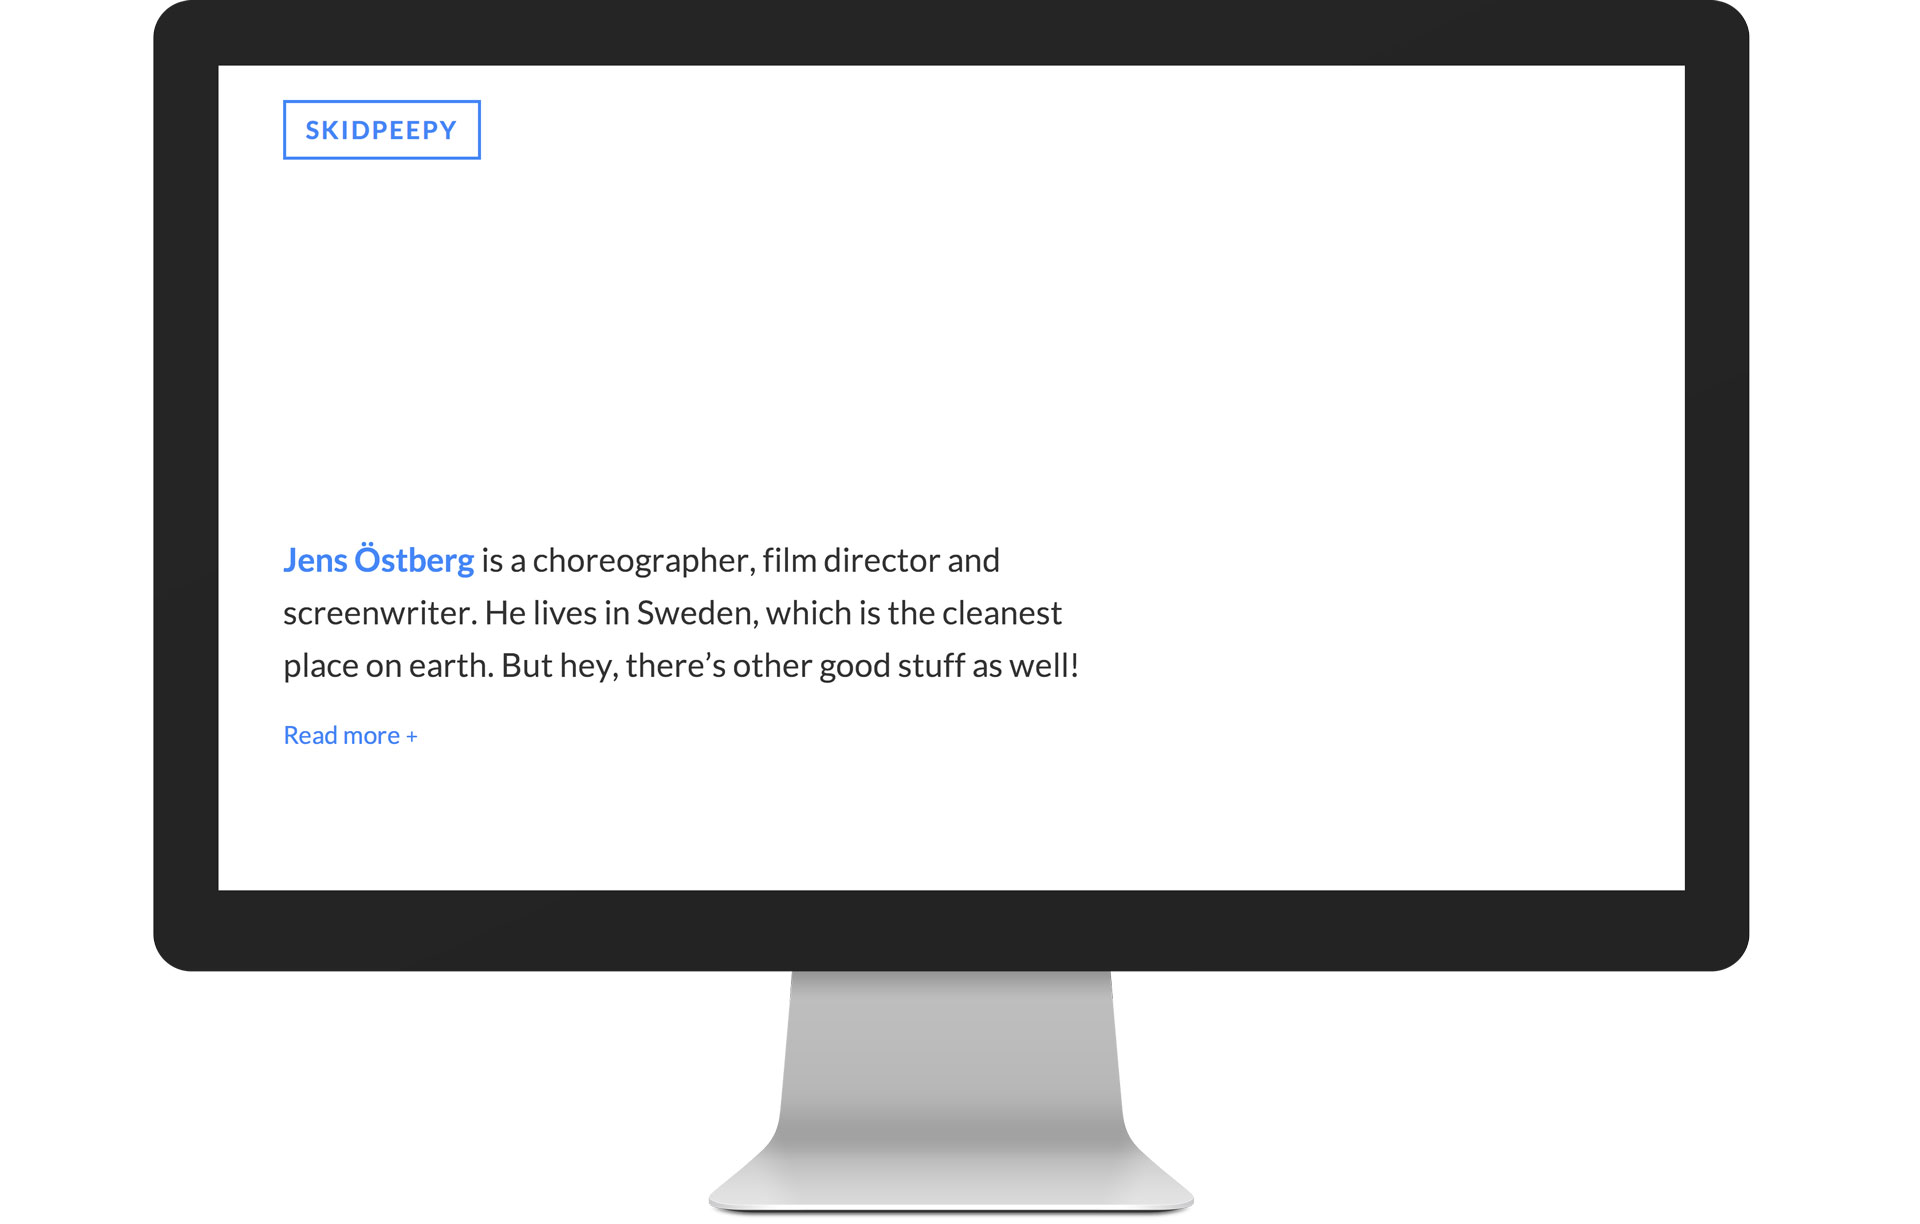 SKIDPEEPY
Jens Östberg is a choreographer, film director and
screenwriter. He lives in Sweden, which is the cleanest
place on earth. But hey, there’s other good stuff as well!
Read more +